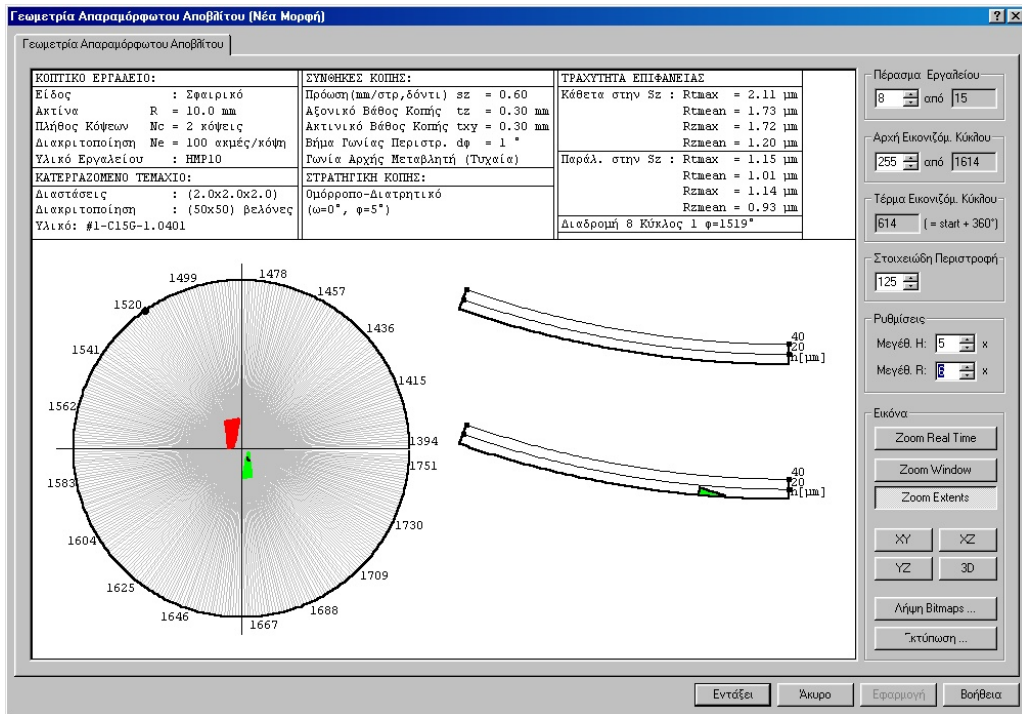 Γεωμετρία Απαραμόρφωτου Αποβλίτου (Νέα Μορφή)
Γεωμετρία Απαραμόρφωτου Αποβλίτου
ΚΟΠΤΙΚΟ ΕΡΓΑΛΕΙΟ:
Είδος : Σφαιρικό
Ακτίνα R = 10.0 mm
Πλήθος Κόψεων Nc = 2 κόψεις
Διακριτοποίηση Ne = 100 ακμές/κόψη
Υλικό Εργαλείου : HMP10
ΚΑΤΕΡΓΑΖΟΜΕΝΟ ΤΕΜΑΧΙΟ:
Διαστάσεις : (2.0x2.0x2.0)
Διακριτοποίηση : (50x50) βελόνες
Υλικό: #1-C15G-1.0401
ΣΥΝΘΗΚΕΣ ΚΟΠΗΣ:
Πρόωση(mm/στρ,δόντι) sz = 0.60
Αξονικό Βάθος Κοπής tz = 0.30 mm
Ακτινικό Βάθος Κοπής txy = 0.30 mm
Βήμα Γωνίας Περιστρ. dφ = 1 °
Γωνία Αρχής Μεταβλητή (Τυχαία)
ΣΤΡΑΤΗΓΙΚΗ ΚΟΠΗΣ:
Ομόρροπο-Διατρητικό
(ω=0°, φ=5°)
ΤΡΑΧΥΤΗΤΑ ΕΠΙΦΑΝΕΙΑΣ
Κάθετα στην Sz : Rtmax = 2.11 μm
Rtmean = 1.73 μm
Rzmax = 1.72 μm
Rzmean = 1.20 μm
Παράλ. στην Sz : Rtmax = 1.15 μm
Rtmean = 1.01 μm
Rzmax = 1.14 μm
Rzmean = 0.93 μm
Διαδρομή 8 Κύκλος 1 φ=1519°
1478
1499
1457
1520
1436
1541
1415
1562
1394
1751
1583
1730
1604
1709
1625
1688
1646
1667
40
20
h[μm]
40
20
h[μm]
Πέρασμα Εργαλείου
8 από 15
Αρχή Εικονιζόμ. Κύκλου
255 από 1614
Τέρμα Εικονιζόμ. Κύκλου
614 ( = start + 360°)
Στοιχειώδη Περιστροφή
125
Ρυθμίσεις
Μεγέθ. H: 5 x
Μεγέθ. R: 6 x
Εικόνα
Zoom Real Time
Zoom Window
Zoom Extents
XY XZ
YZ 3D
Λήψη Bitmaps ...
Εκτύπωση ...
Εντάξει Άκυρο Εφαρμογή Βοήθεια